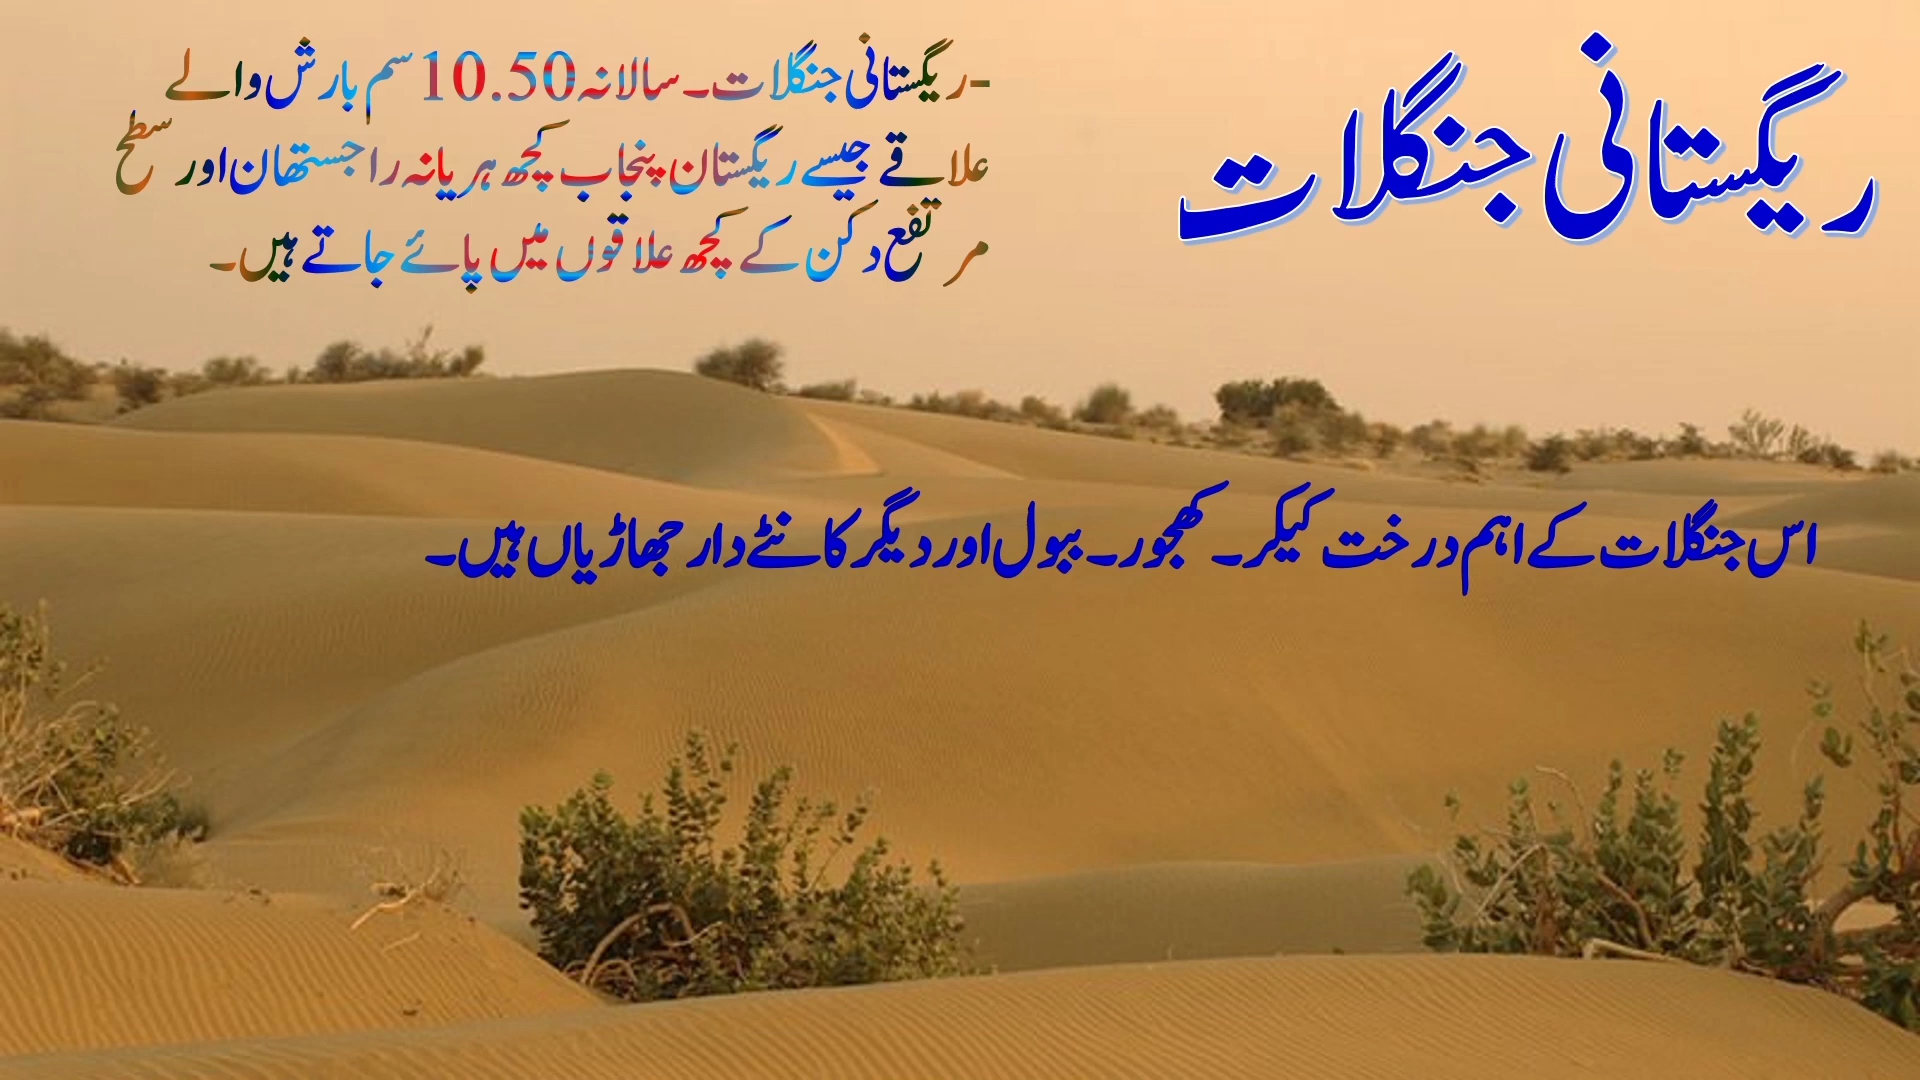 ریگستانی جنگلات
-ریگستانی جنگلات۔سالانہ 10.50سم بارش والے
علاقے جیسے ریگستان پنجاب کچھ ہریانہ راجستھان اور سطح
مرتفع دکن کے کچھ علاقوں میں پائے جاتے ہیں۔
اس جنگلات کے اہم درخت کیکر۔کھجور۔ببول اور دیگر کانٹے دار جھاڑیاں ہیں۔